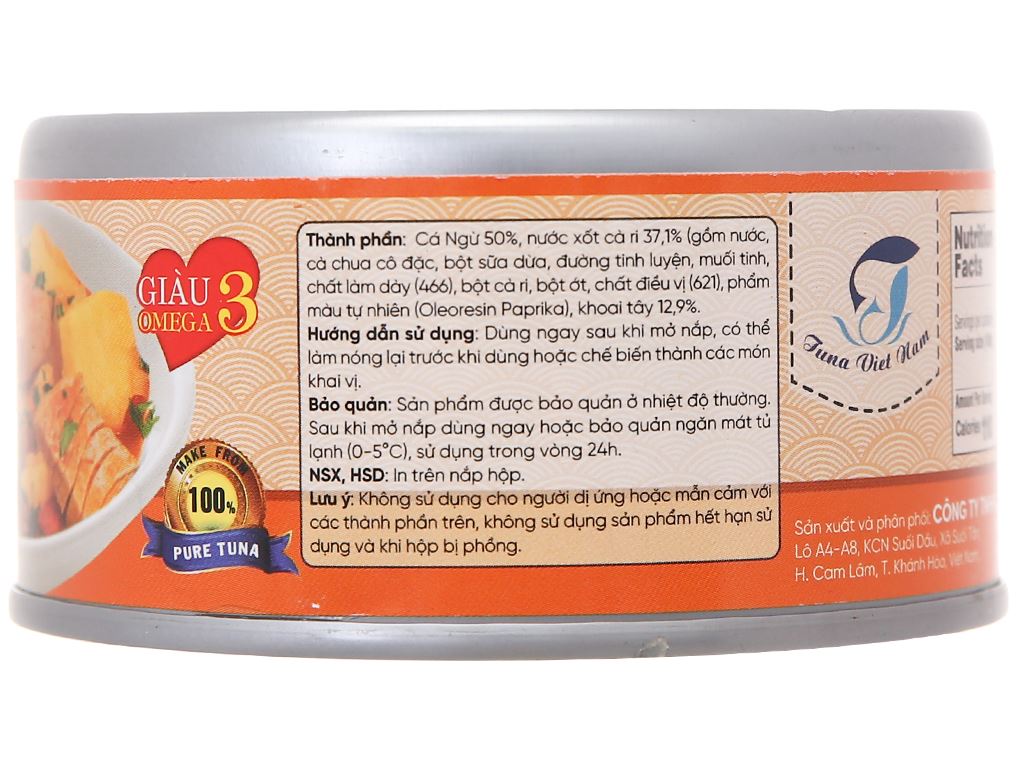 GIÀU
OMEGA 3
MAKE FROM
100%
PURE TUNA
Thành phần: Cá Ngừ 50%, nước xốt cà ri 37,1% (gồm nước,
cà chua cô đặc, bột sữa dừa, đường tinh luyện, muối tinh,
chất làm dày (466), bột cà ri, bột ớt, chất điều vị (621), phẩm
màu tự nhiên (Oleoresin Paprika), khoai tây 12,9%.
Hướng dẫn sử dụng: Dùng ngay sau khi mở nắp, có thể
làm nóng lại trước khi dùng hoặc chế biến thành các món
khai vị.
Bảo quản: Sản phẩm được bảo quản ở nhiệt độ thường.
Sau khi mở nắp dùng ngay hoặc bảo quản ngăn mát tủ
lạnh (0-5°C), sử dụng trong vòng 24h.
NSX, HSD: In trên nắp hộp.
Lưu ý: Không sử dụng cho người dị ứng hoặc mẫn cảm với
các thành phần trên, không sử dụng sản phẩm hết hạn sử
dụng và khi hộp bị phồng.
Tuna Viet Nam
Nutrition
Facts
Serving size
Amount Per
Calories
Sản xuất và phân phối: CÔNG TY
Lô A4-A8, KCN Suối Dầu, Xã Suối Tân,
H. Cam Lâm, T. Khánh Hòa, Việt Nam